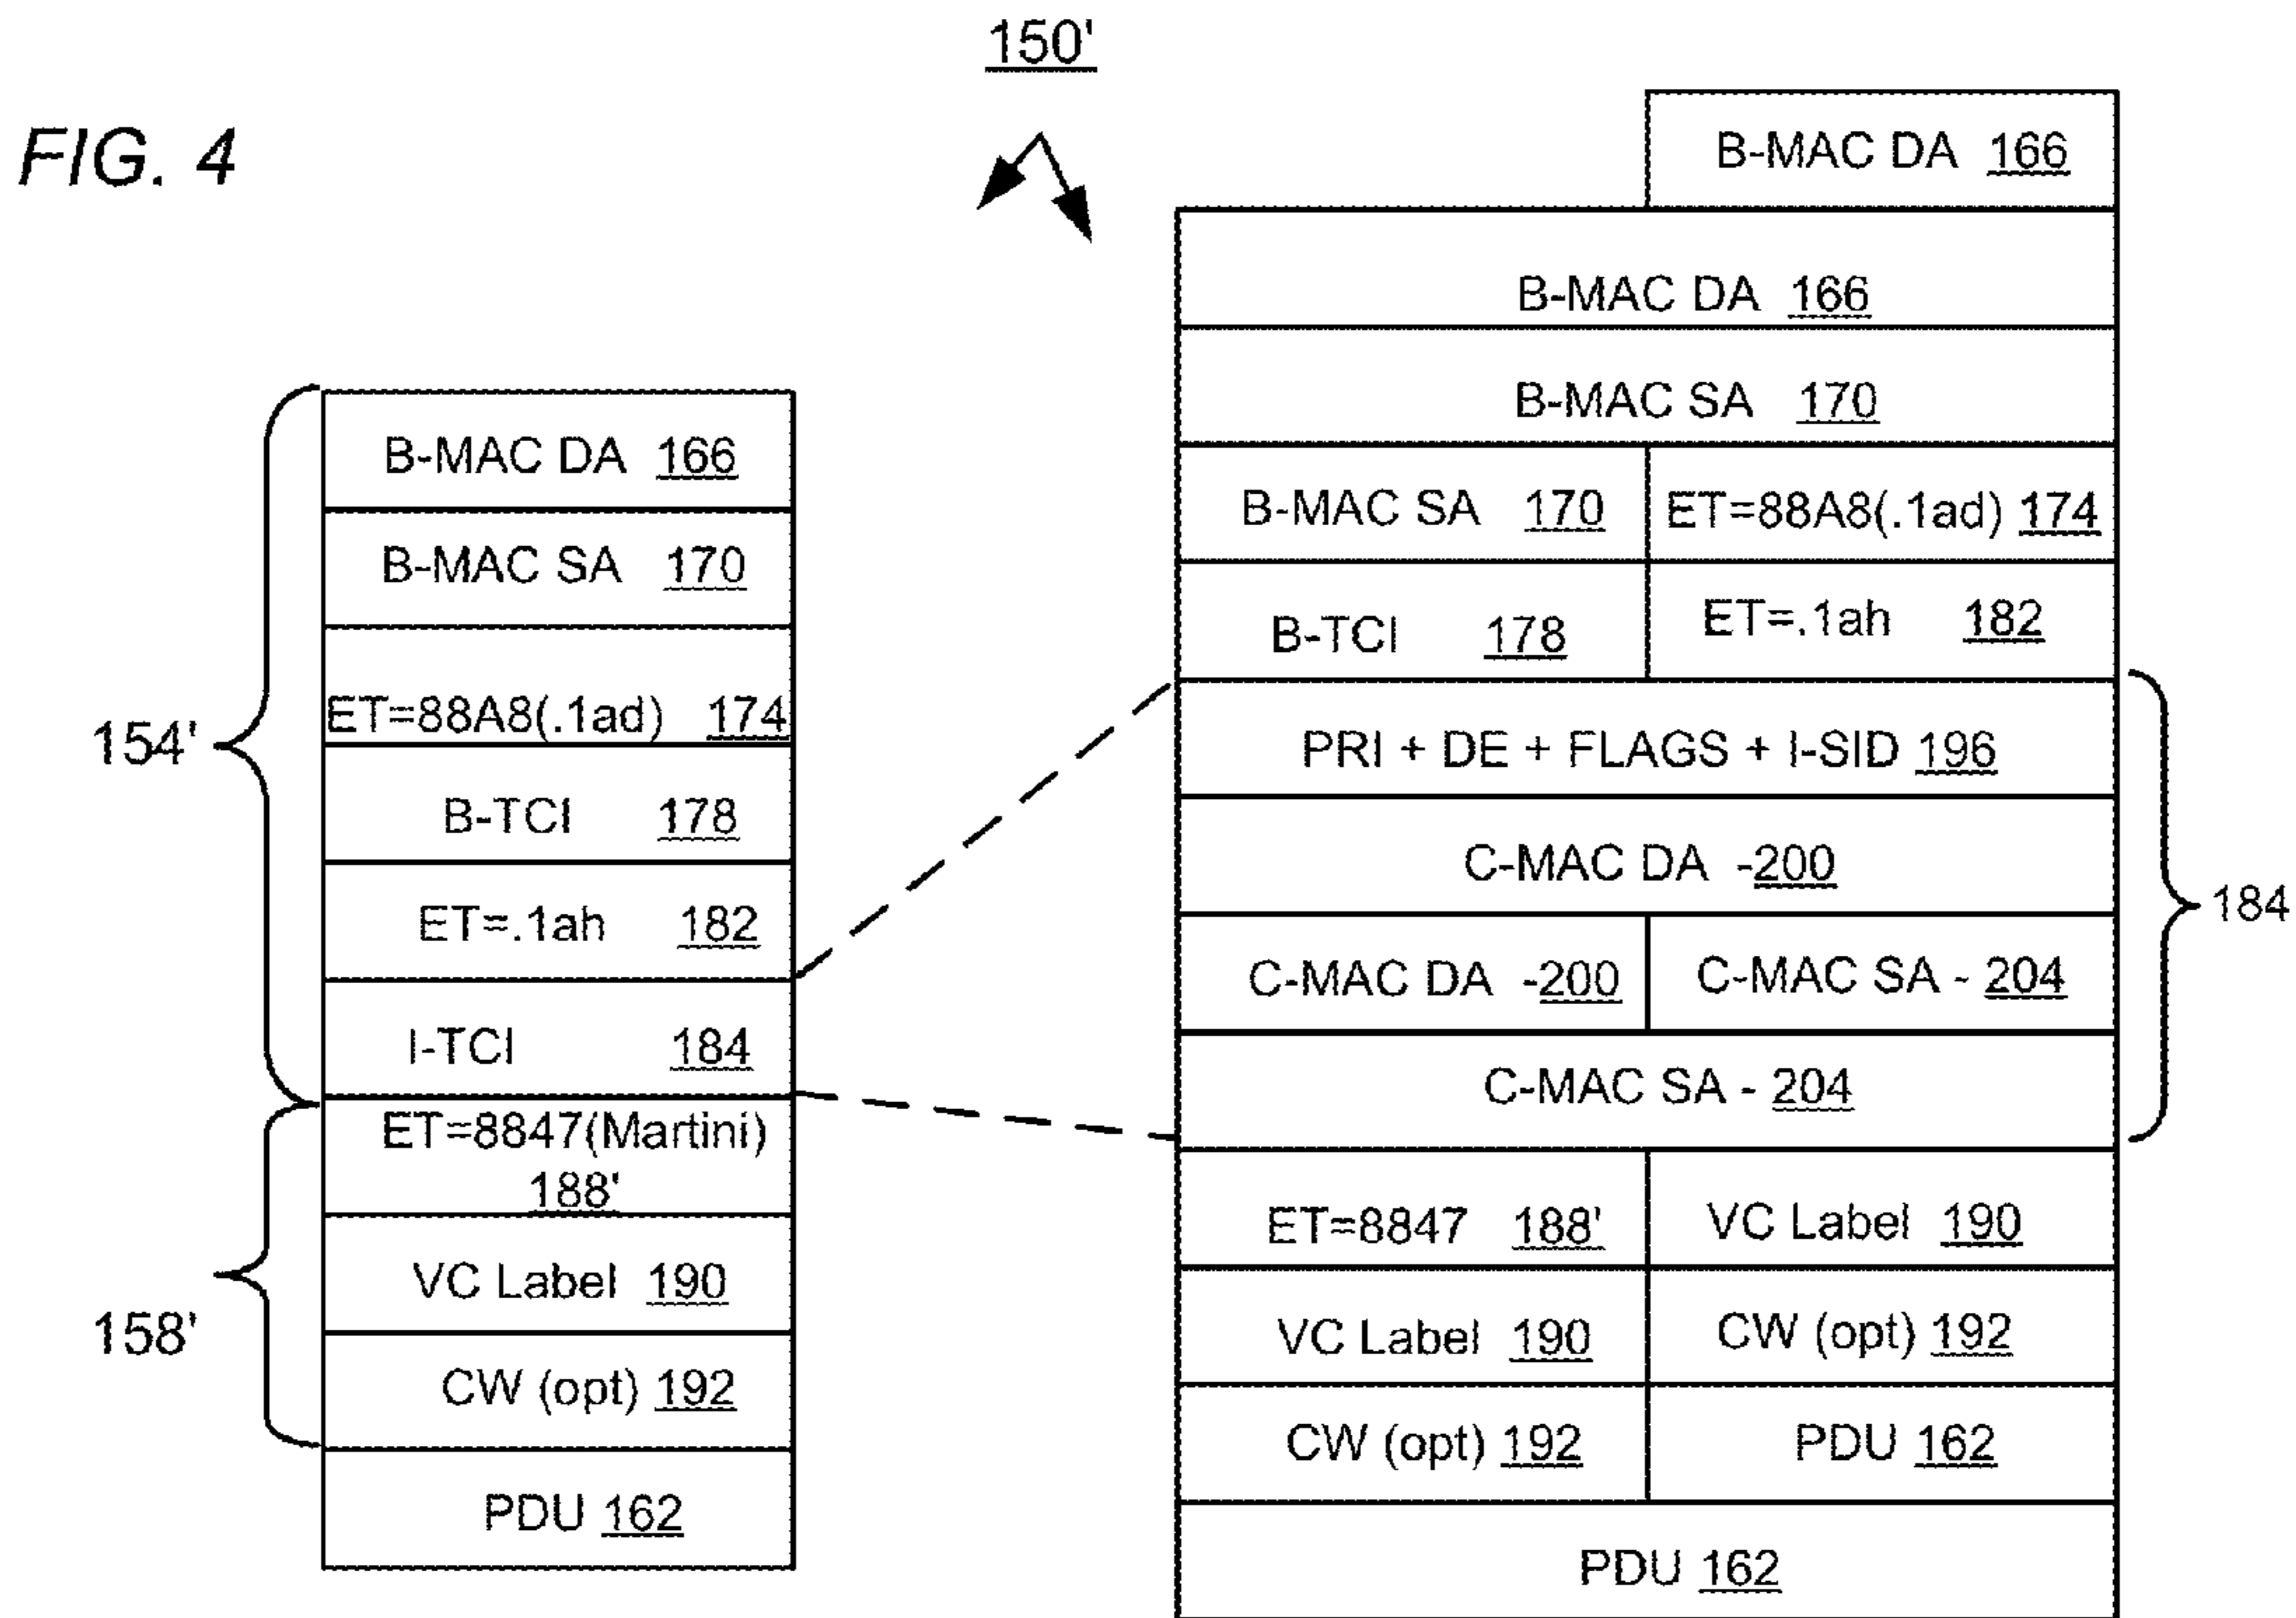 150'
FIG. 4
B-MAC DA 166
B-MAC SA 170
ET=88A8(.1ad) 174
B-TCI 178
ET=.1ah 182
I-TCI 184
ET=8847(Martini)
188'
VC Label 190
CW (opt) 192
PDU 162
154'
158'
B-MAC DA 166
B-MAC DA 166
B-MAC SA 170
B-MAC SA 170 ET=88A8(.1ad) 174
B-TCI 178 ET=.1ah 182
PRI + DE + FLAGS + I-SID 196
C-MAC DA -200
C-MAC DA -200 C-MAC SA - 204
C-MAC SA - 204
ET=8847 188' VC Label 190
VC Label 190 CW (opt) 192
CW (opt) 192 PDU 162
PDU 162
184